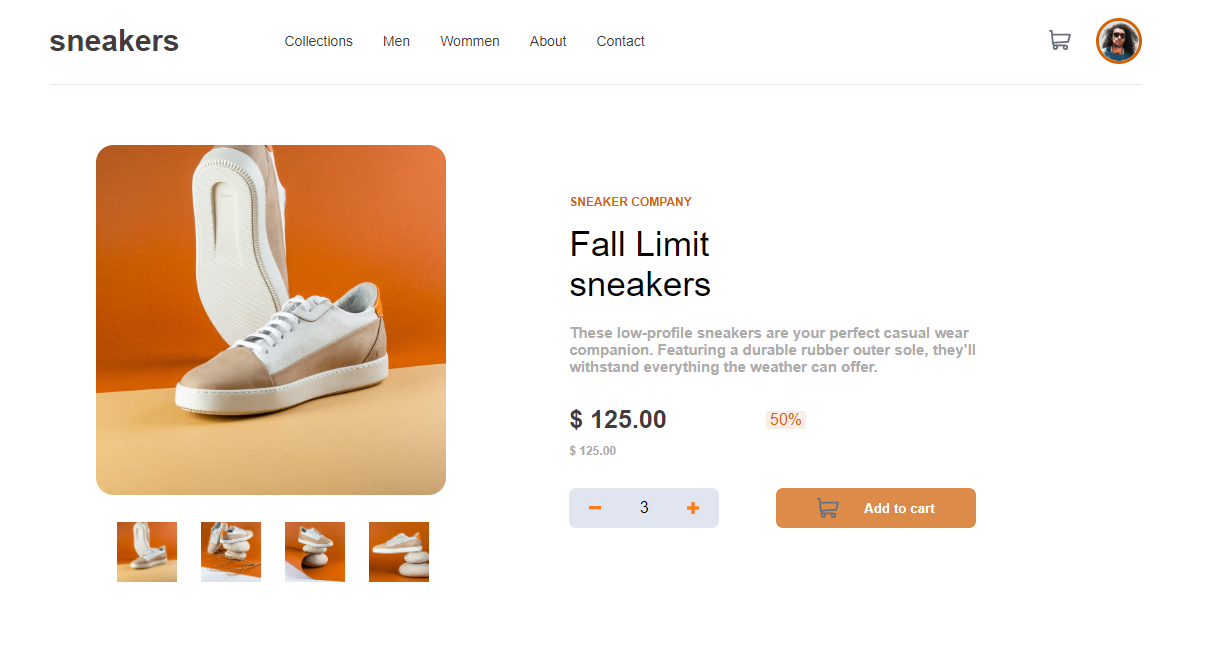 sneakers
Collections Men Wommen About Contact
SNEAKER COMPANY
Fall Limit
sneakers
These low-profile sneakers are your perfect casual wear
companion. Featuring a durable rubber outer sole, they’ll
withstand everything the weather can offer.
$ 125.00 50%
$ 125.00
3
Add to cart